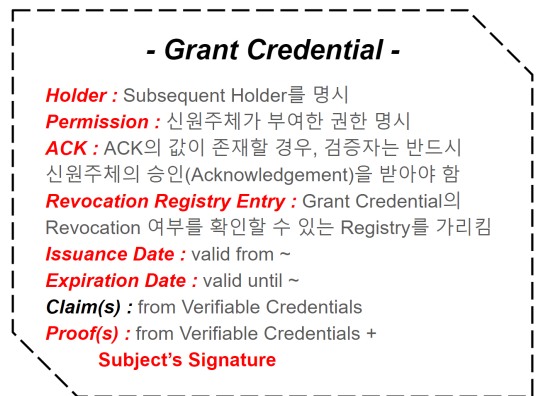 - Grant Credential -
Holder : Subsequent Holder를 명시
Permission : 신원주체가 부여한 권한 명시
ACK : ACK의 값이 존재할 경우, 검증자는 반드시
신원주체의 승인(Acknowledgement)을 받아야 함
Revocation Registry Entry : Grant Credential의
Revocation 여부를 확인할 수 있는 Registry를 가리킴
Issuance Date : valid from ~
Expiration Date : valid until ~
Claim(s) : from Verifiable Credentials
Proof(s) : from Verifiable Credentials +
Subject's Signature